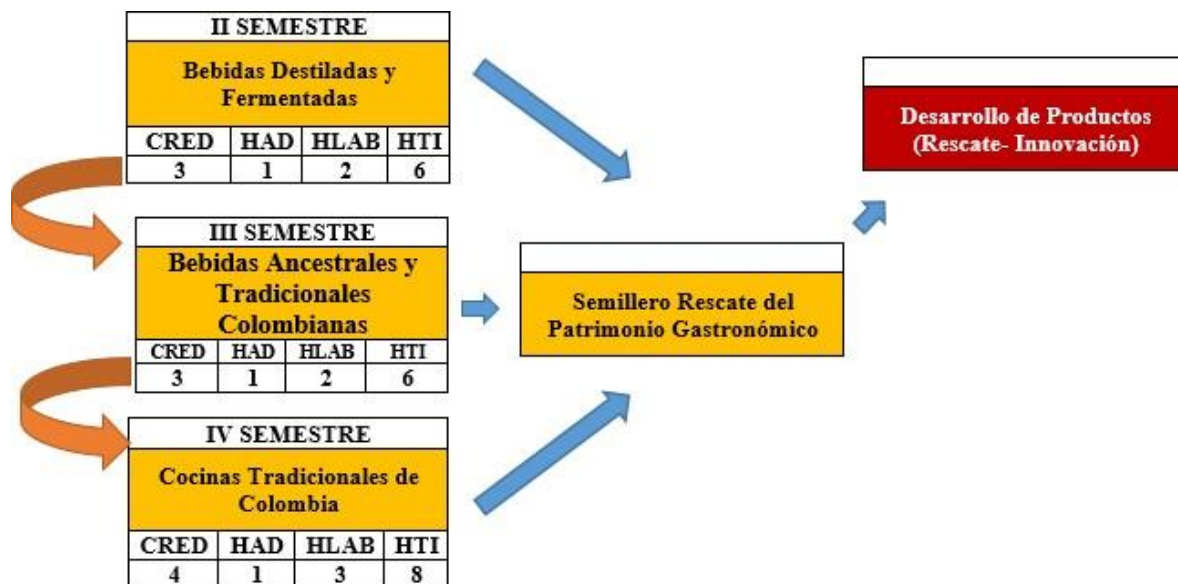 II SEMESTRE
Bebidas Destiladas y
Fermentadas
CRED HAD HLAB HTI
3 1 2 6
III SEMESTRE
Bebidas Ancestrales y
Tradicionales
Colombianas
CRED HAD HLAB HTI
3 1 2 6
IV SEMESTRE
Cocinas Tradicionales de
Colombia
CRED HAD HLAB HTI
4 1 3 8
Semillero Rescate del
Patrimonio Gastronómico
Desarrollo de Productos
(Rescate- Innovación)